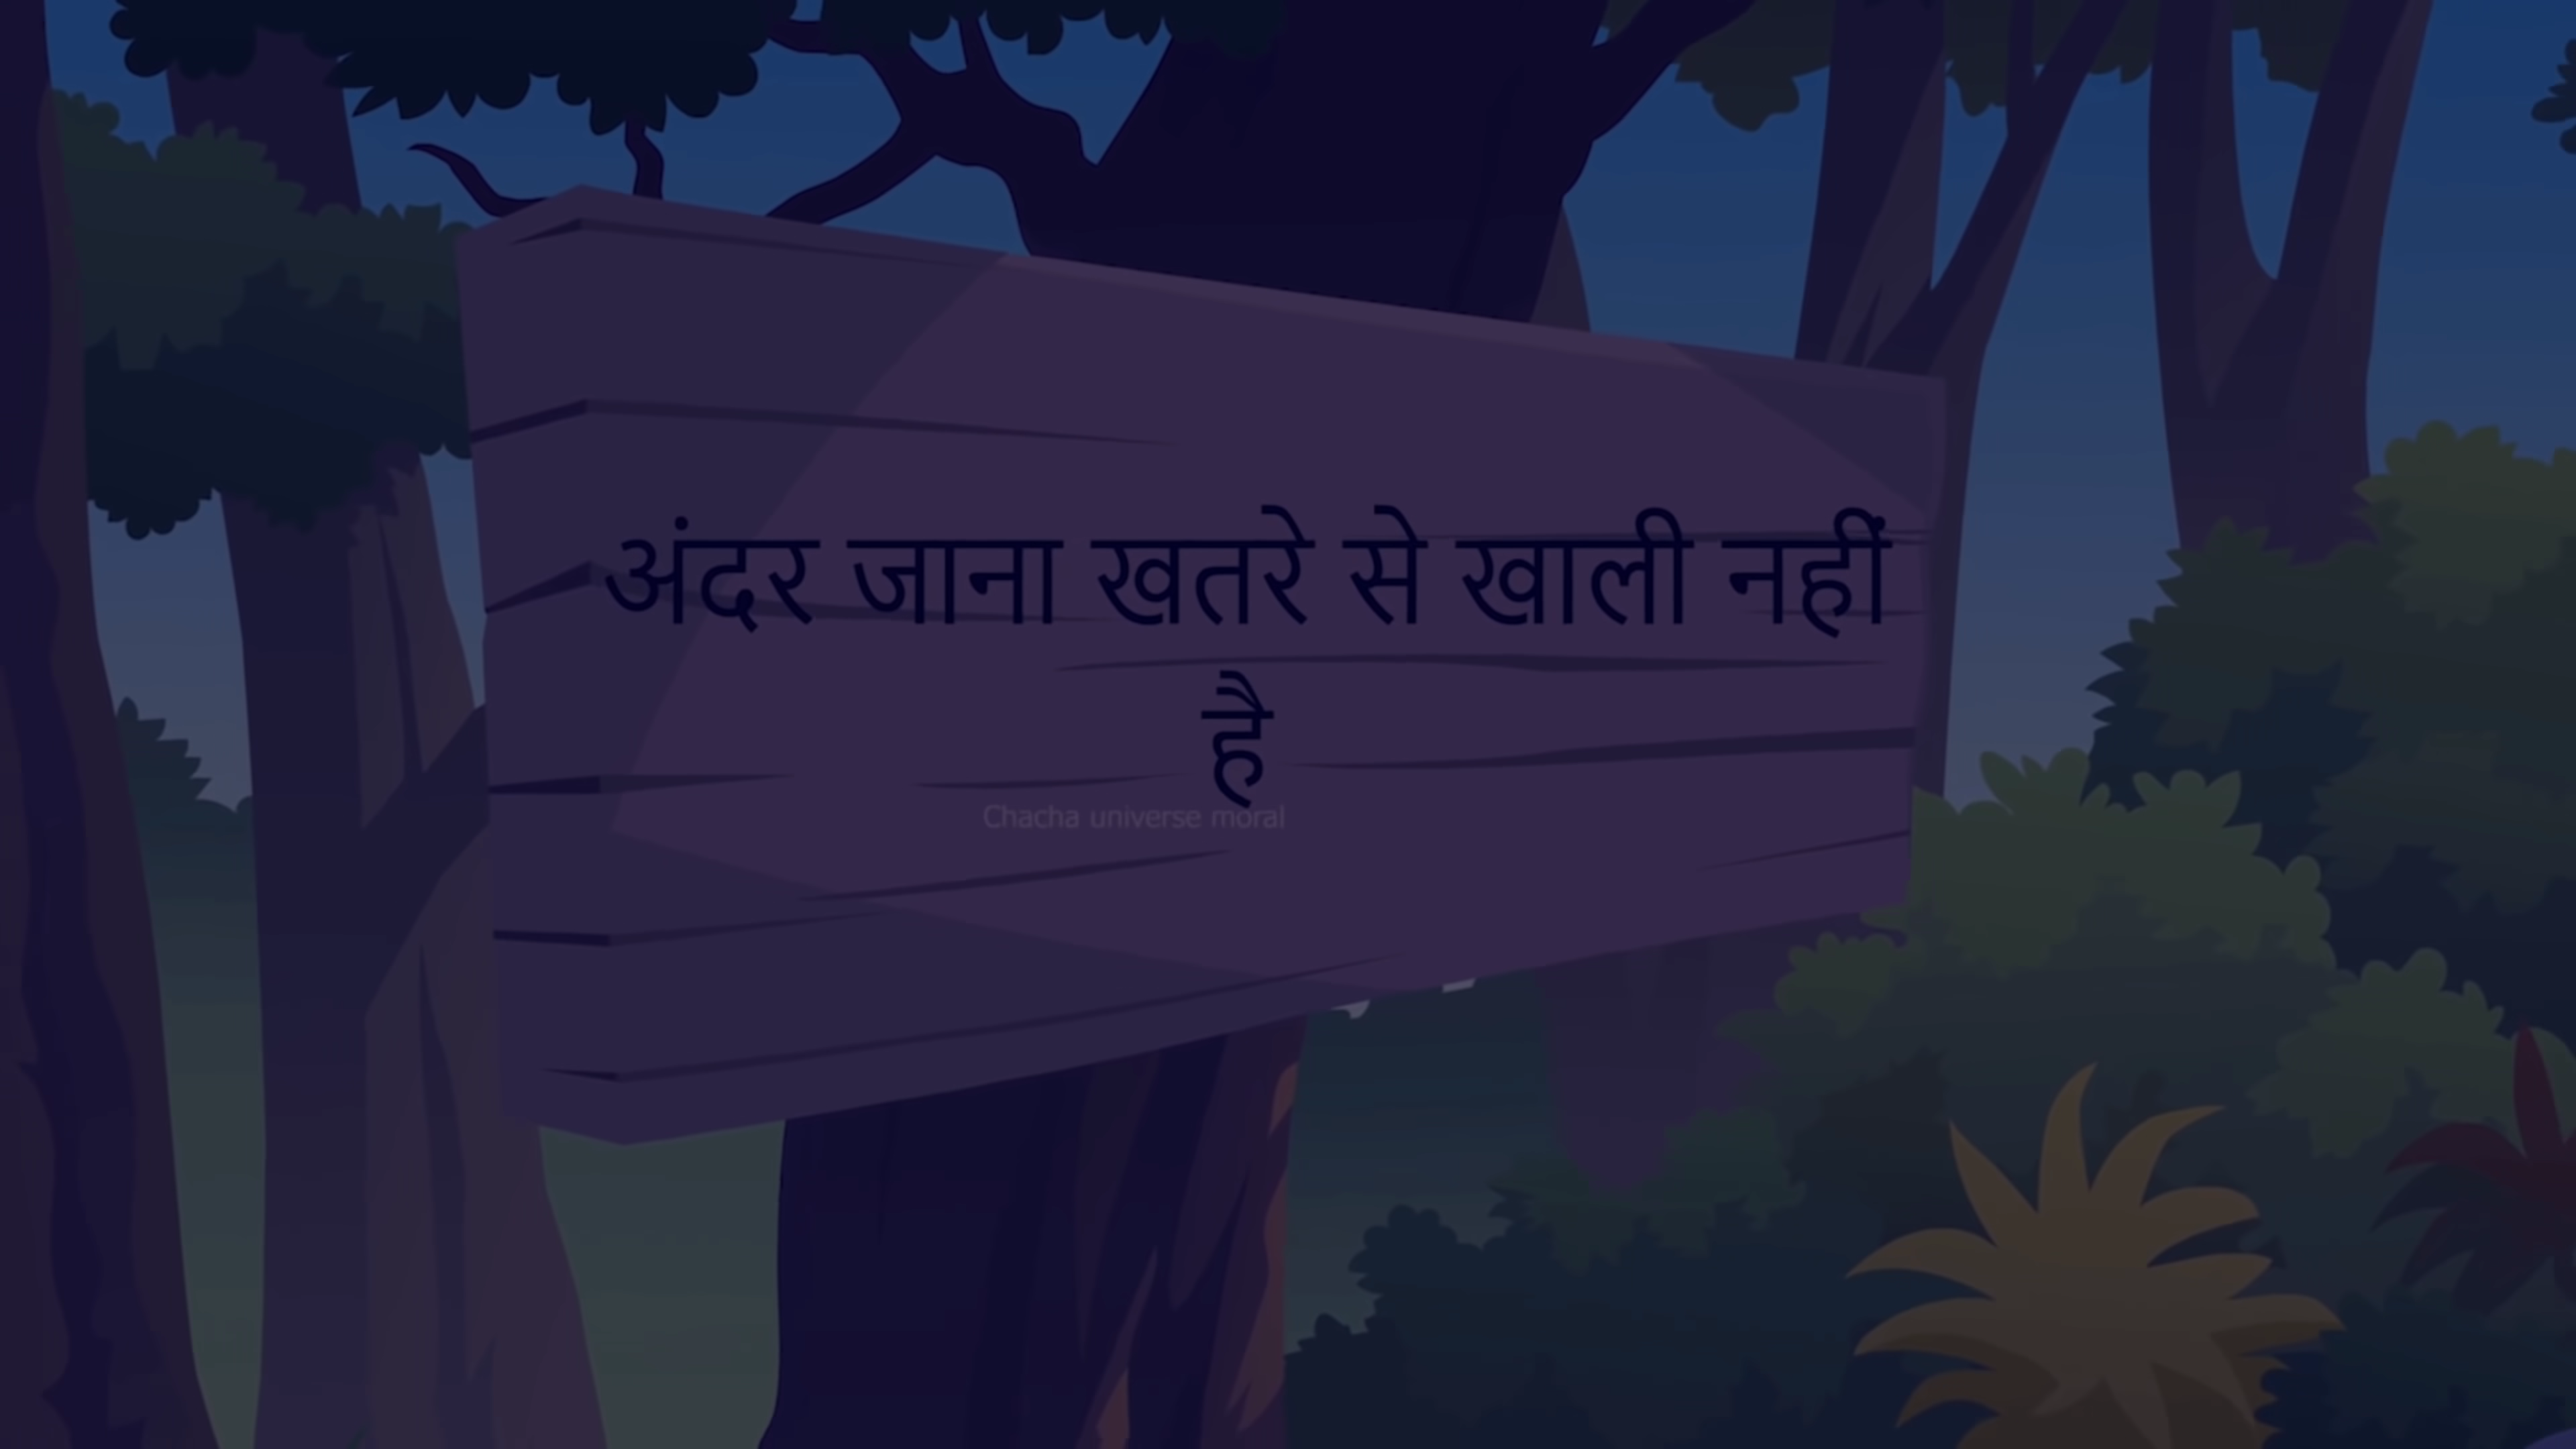 अंदर जाना खतरे से खाली नहीं
है
Chacha universe moral